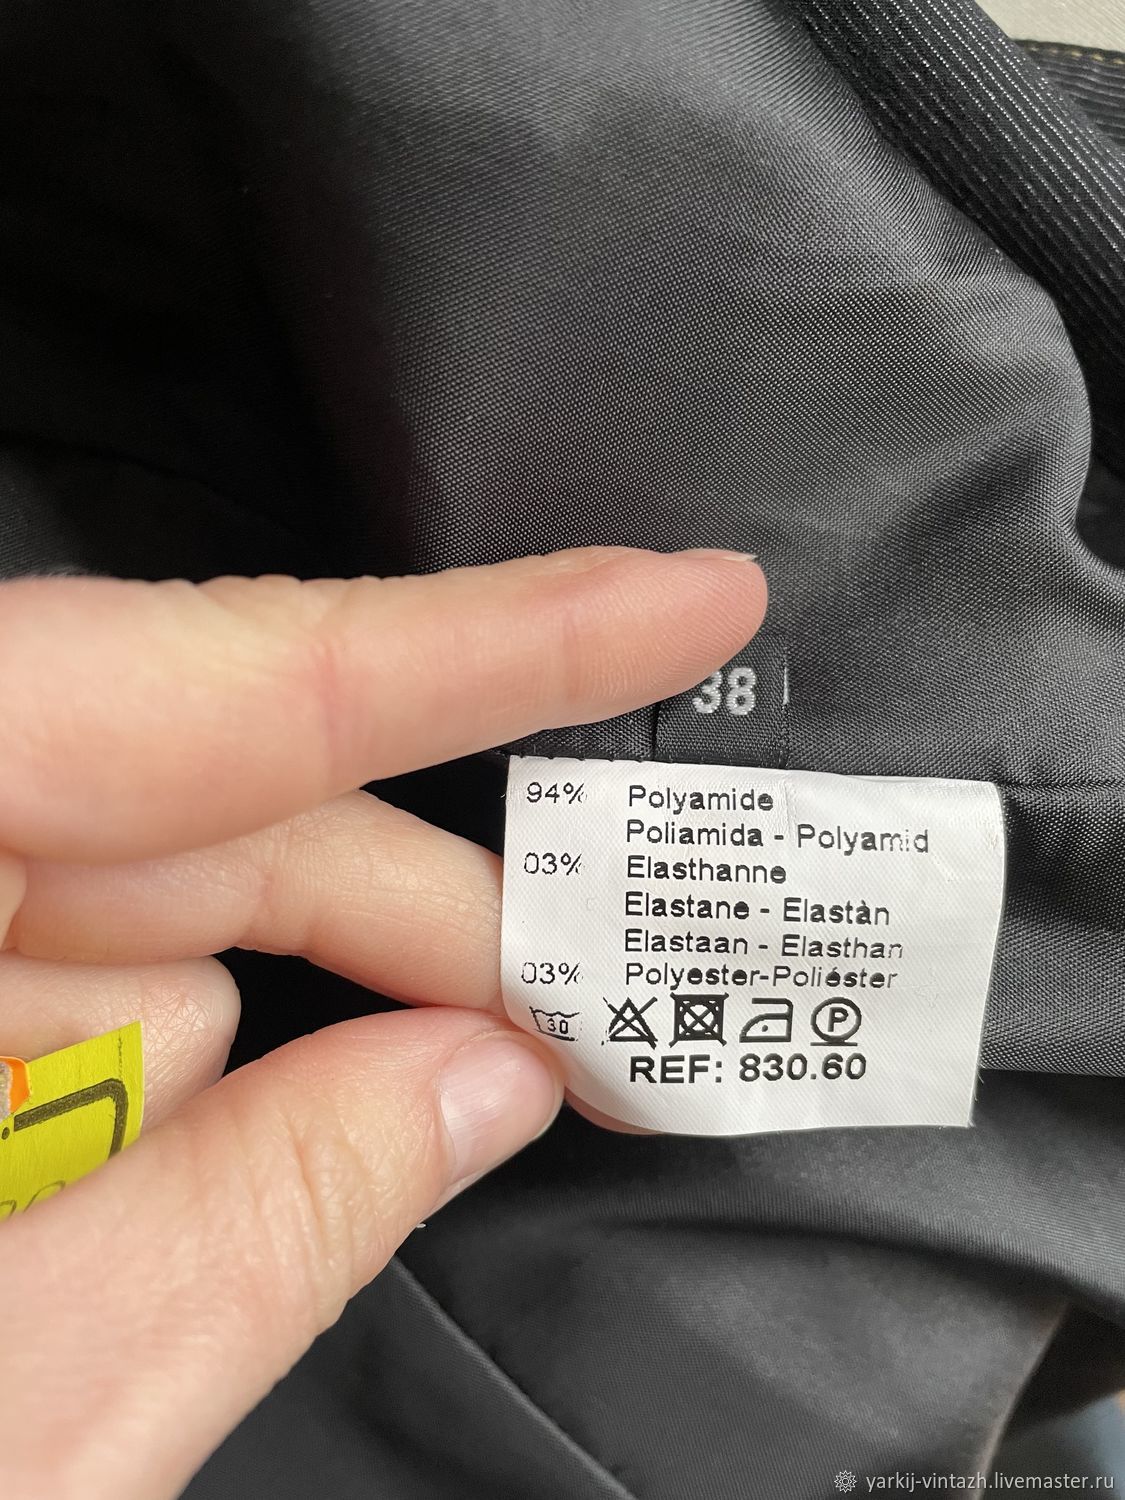 38
94% Polyamide
Poliamida - Polyamid
03% Elasthanne
Elastane - Elastàn
Elastaan - Elasthan
03% Polyester-Poliéster
30 P
REF: 830.60
yarkij-vintazh.livemaster.ru